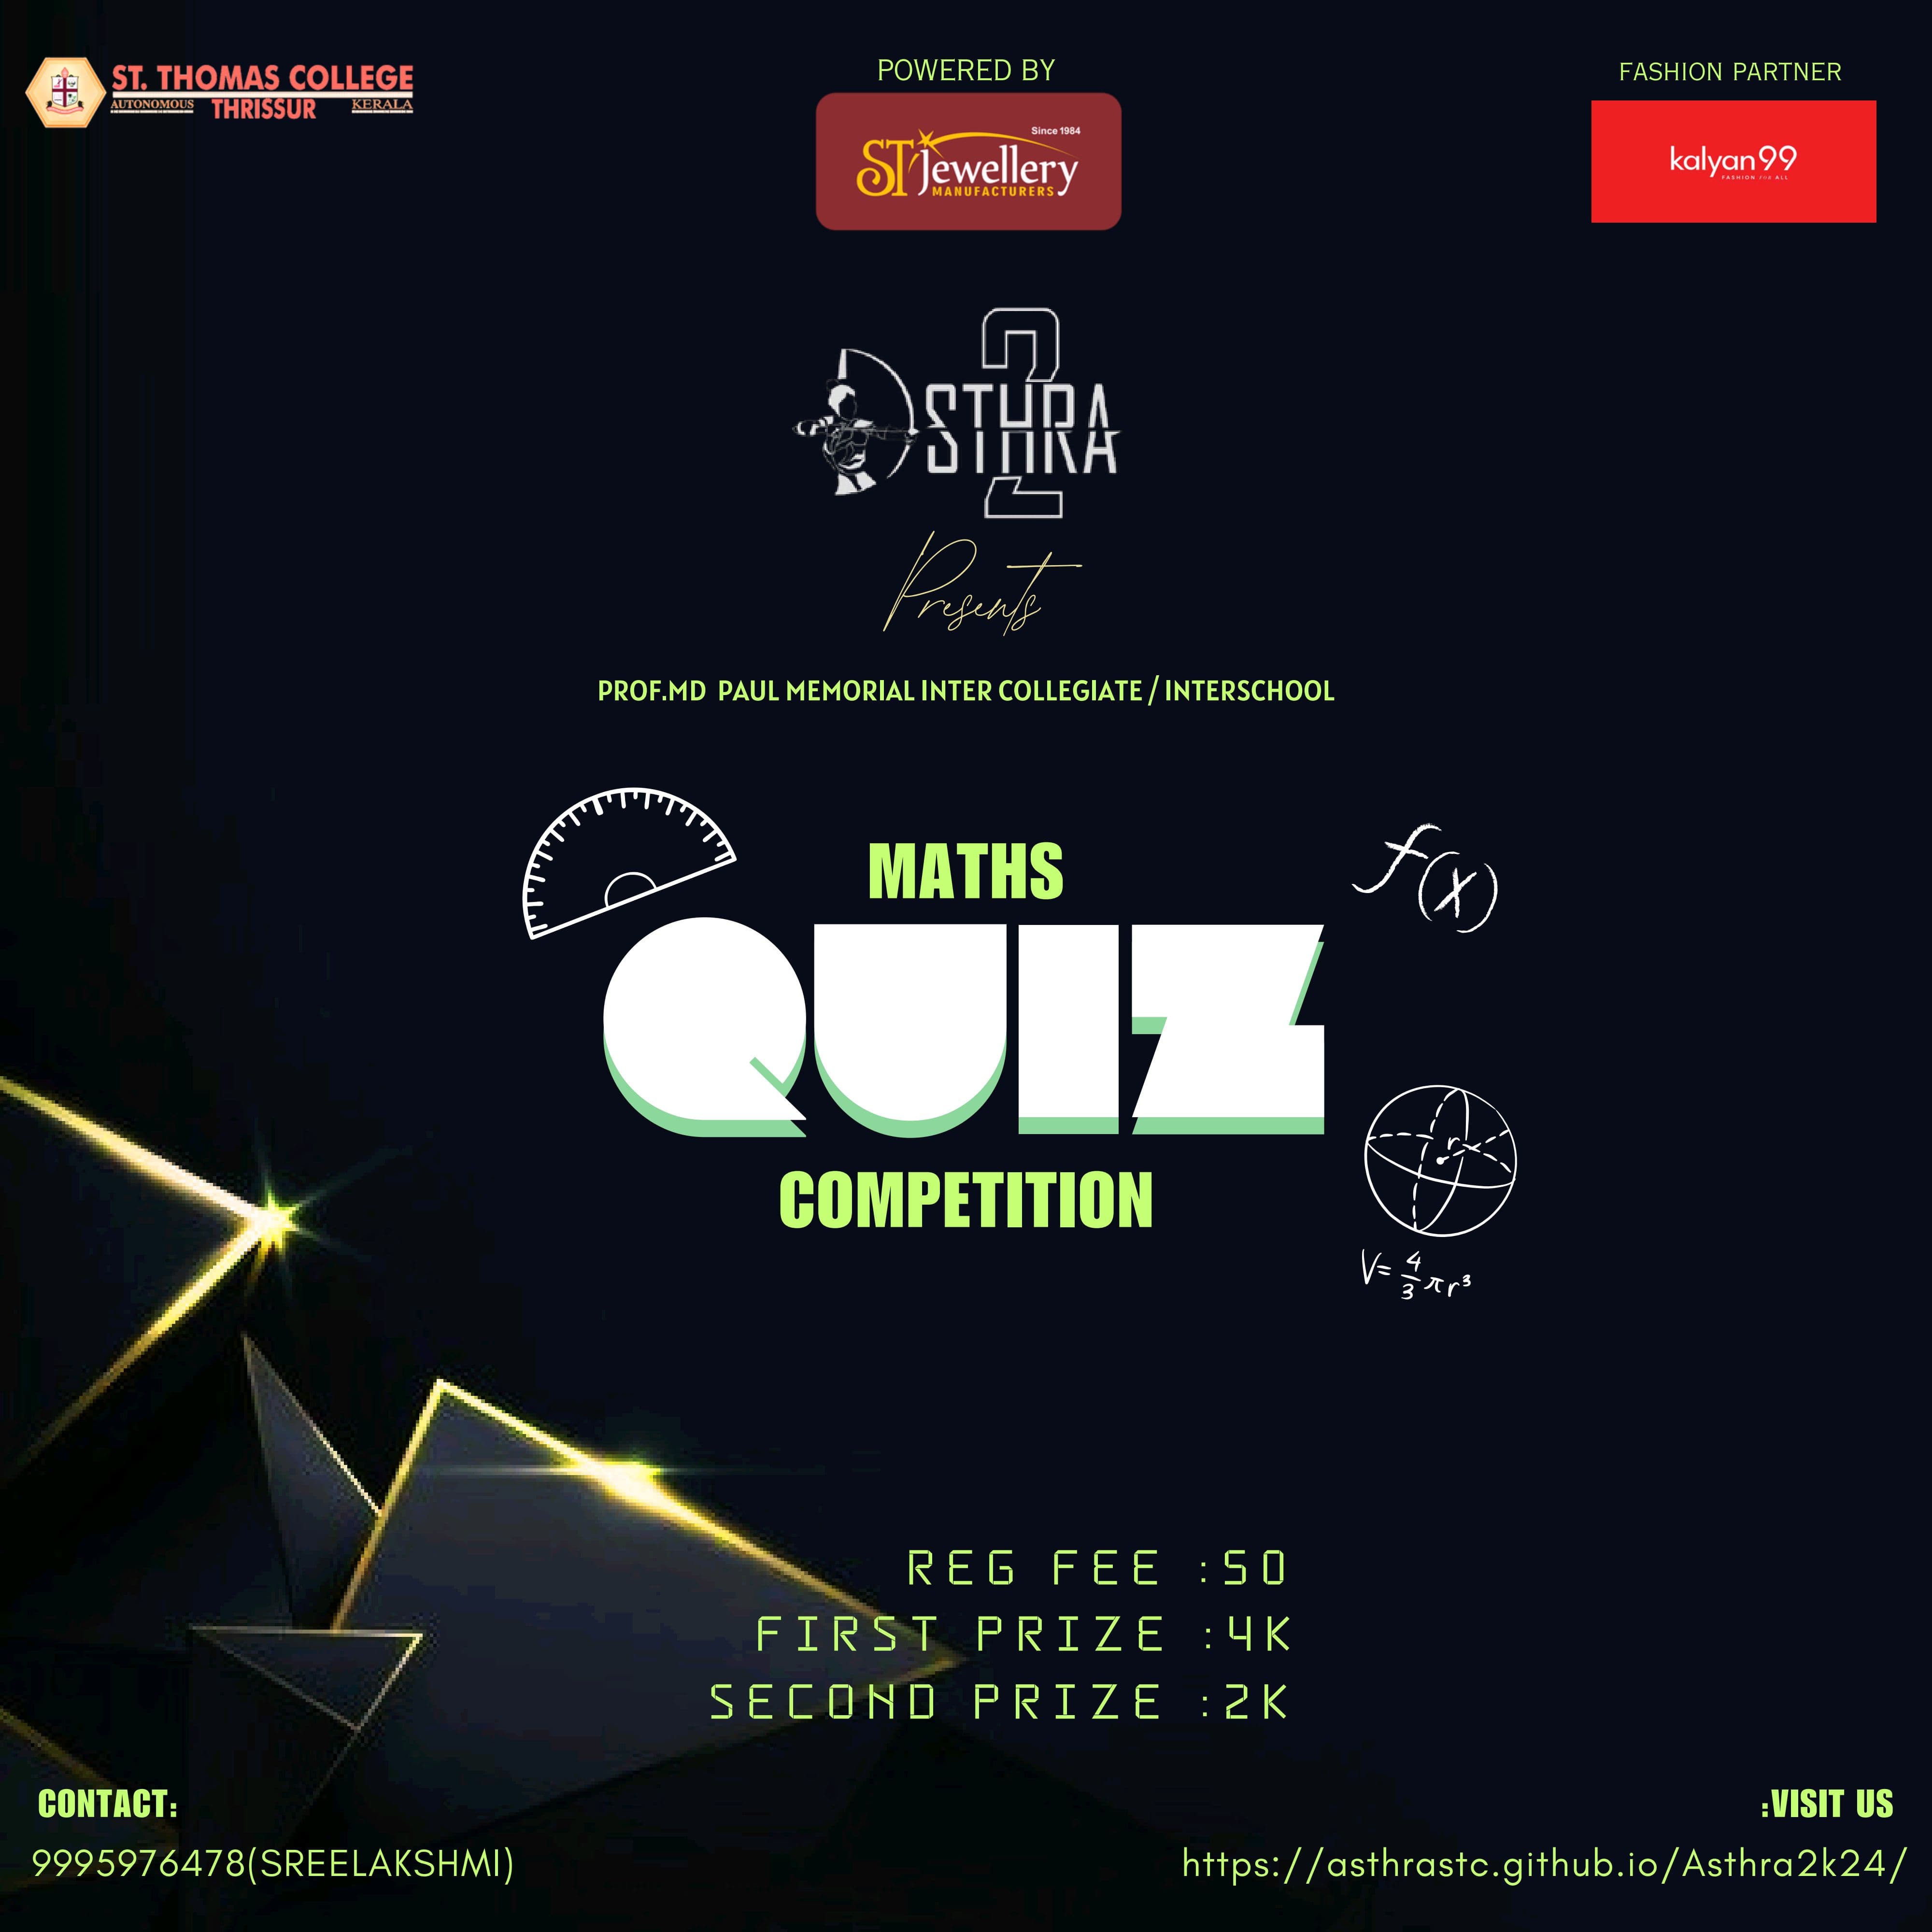 ST. THOMAS COLLEGE
AUTONOMOUS THRISSUR KERALA
POWERED BY
Since 1984
ST Jewellery
MANUFACTURERS
FASHION PARTNER
kalyan99
FASHION FOR ALL
2
STHRA
Presents
PROF.MD PAUL MEMORIAL INTER COLLEGIATE / INTERSCHOOL
MATHS
f(x)
QUIZ
r
COMPETITION
V= 4/3 πr³
REG FEE :50
FIRST PRIZE :4K
SECOND PRIZE :2K
CONTACT:
9995976478(SREELAKSHMI)
:VISIT US
https://asthrastc.github.io/Asthra2k24/